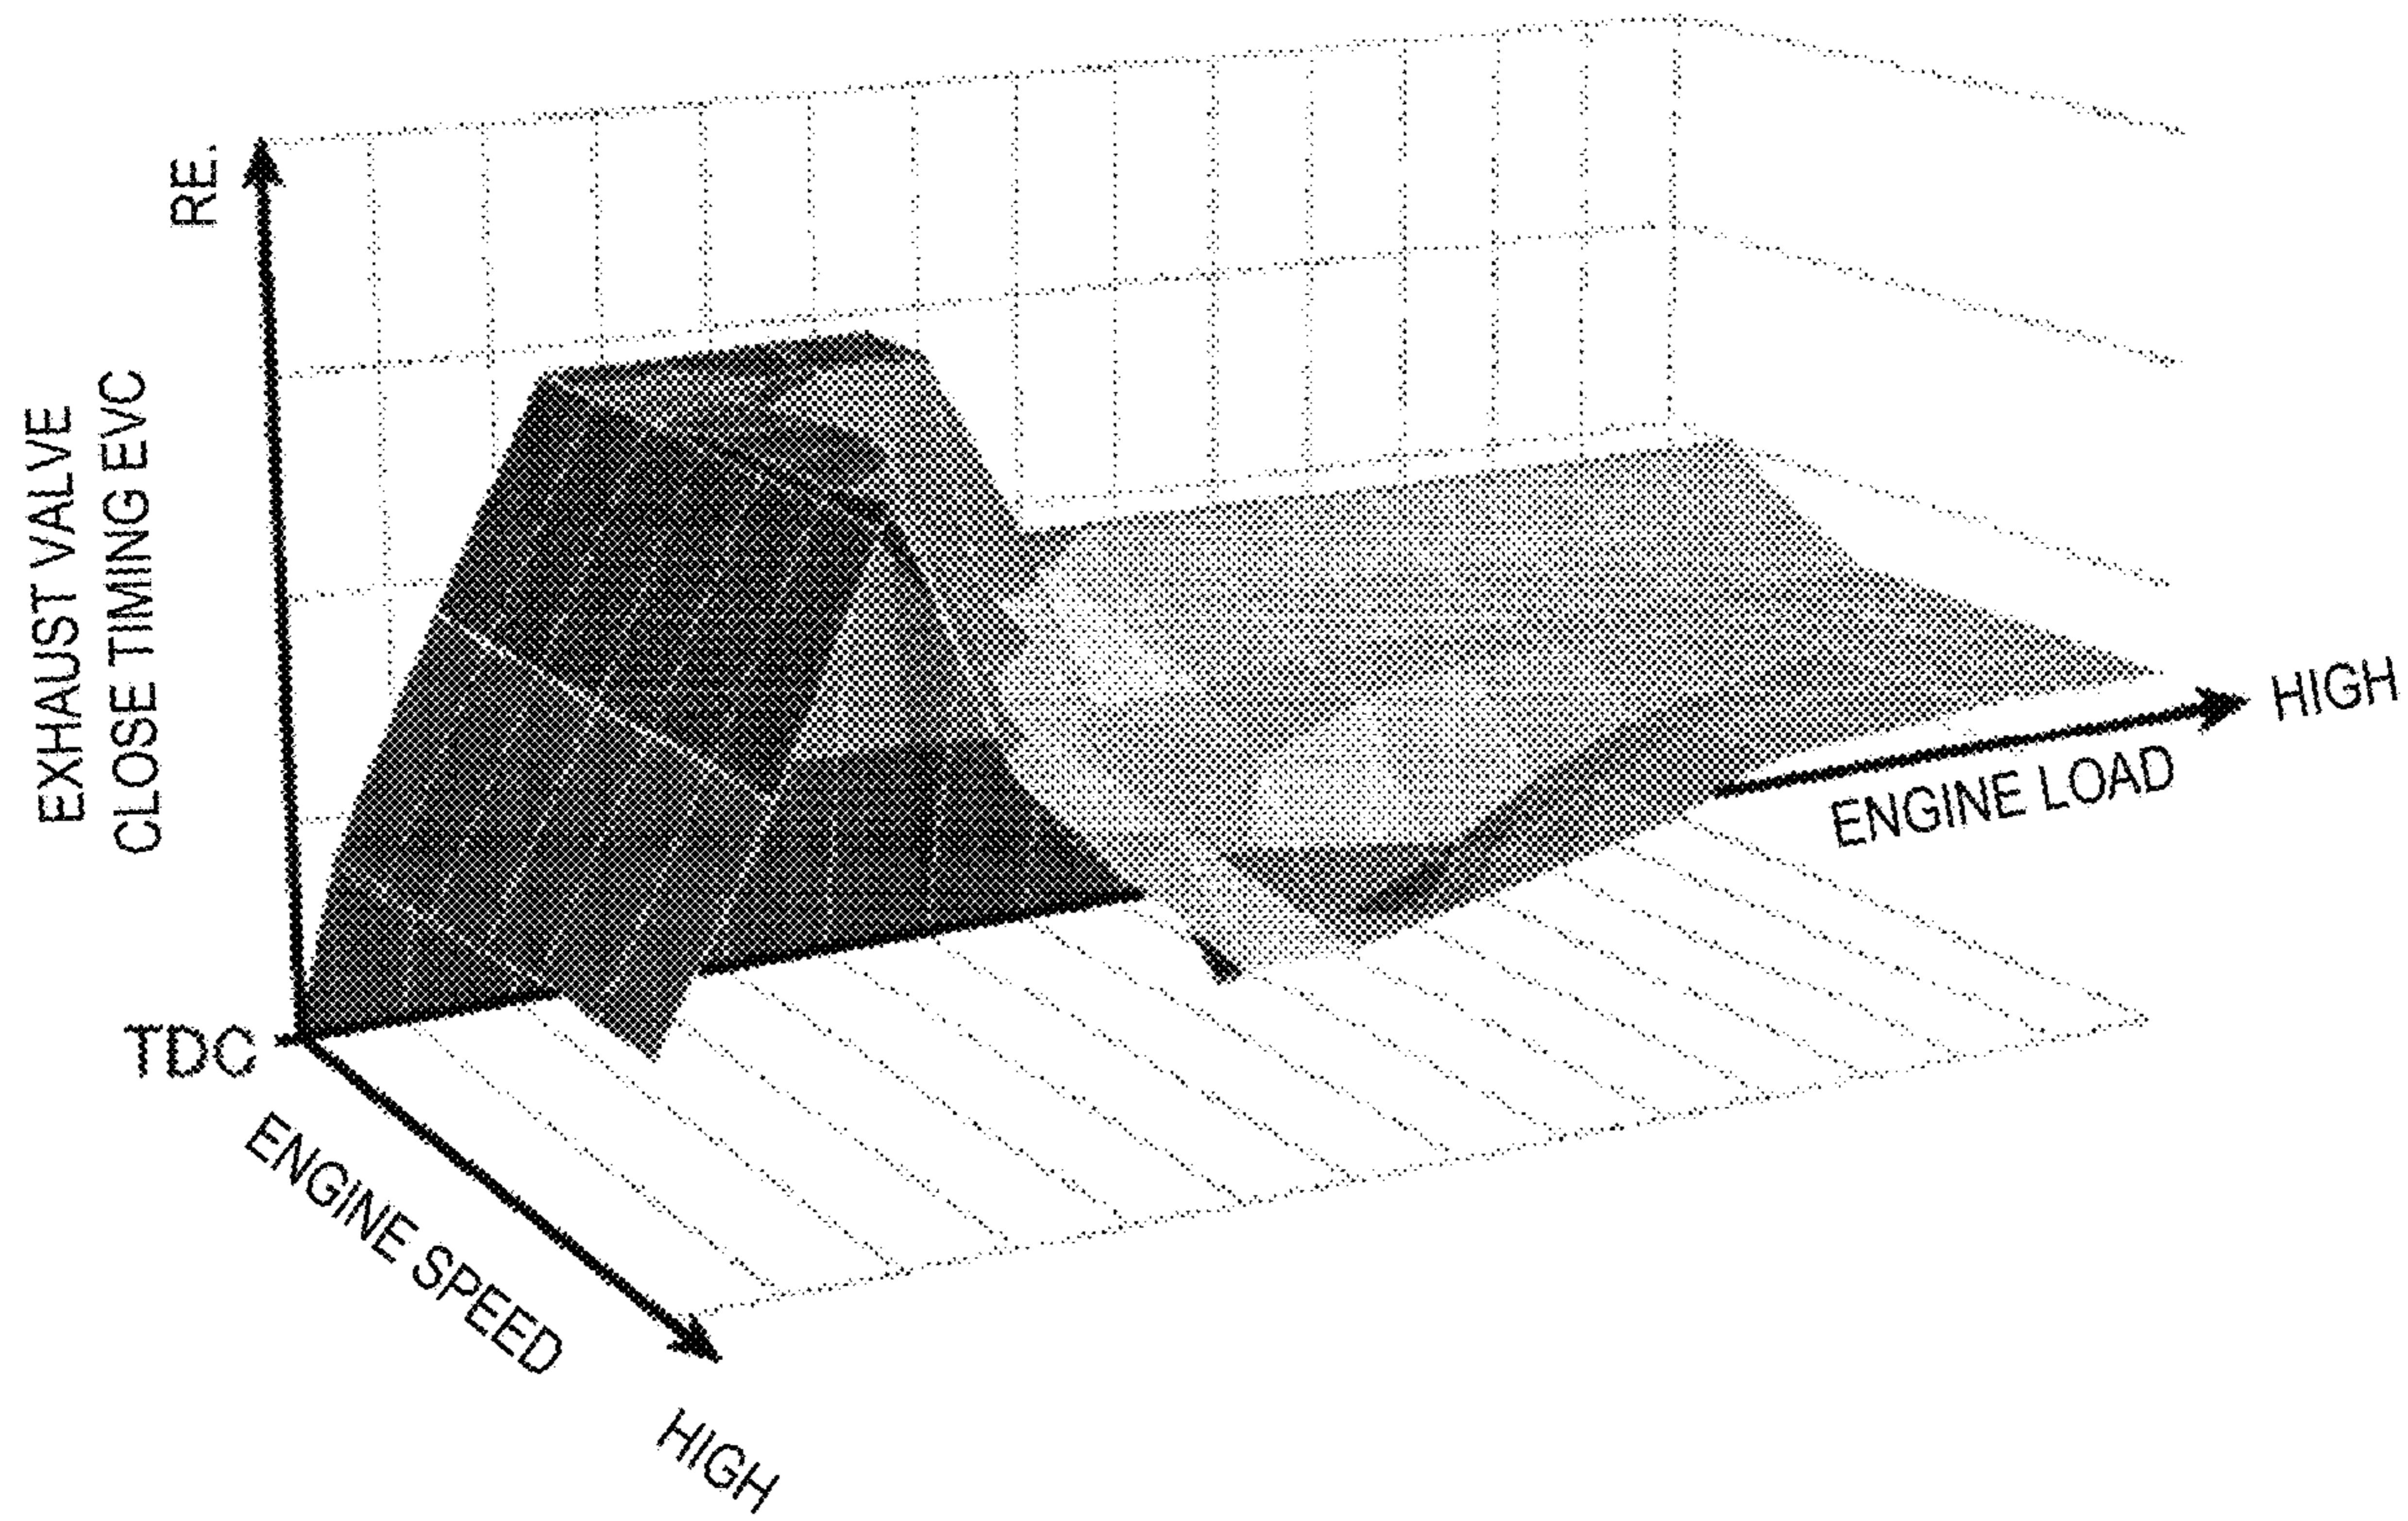 RE.
EXHAUST VALVE
CLOSE TIMING EVC
TDC
ENGINE SPEED
HIGH
ENGINE LOAD
HIGH